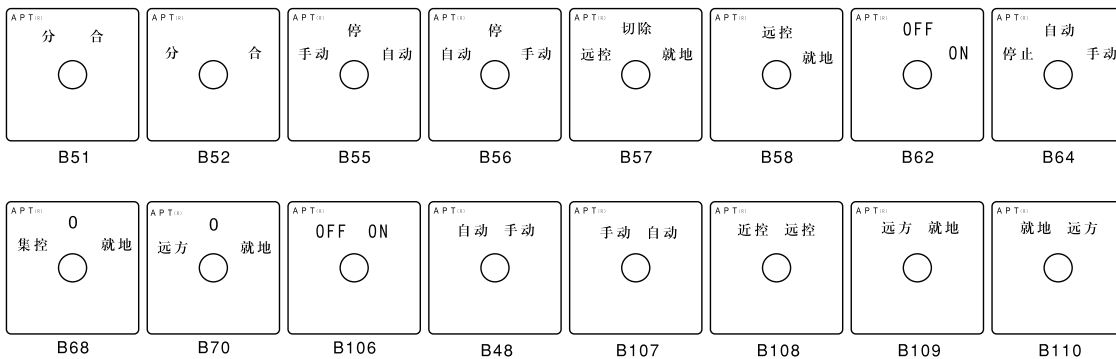 APT(R) APT(R) APT(R) APT(R) APT(R) APT(R) APT(R) APT(R)
分 合
分 合
停
手动 自动
停
自动 手动
切除
远控 就地
远控
就地
OFF
ON
自动
停止 手动
B51 B52 B55 B56 B57 B58 B62 B64
APT(R) APT(R) APT(R) APT(R) APT(R) APT(R) APT(R) APT(R)
0
集控 就地
0
远方 就地
OFF ON
自动 手动
手动 自动
近控 远控
远方 就地
就地 远方
B68 B70 B106 B48 B107 B108 B109 B110